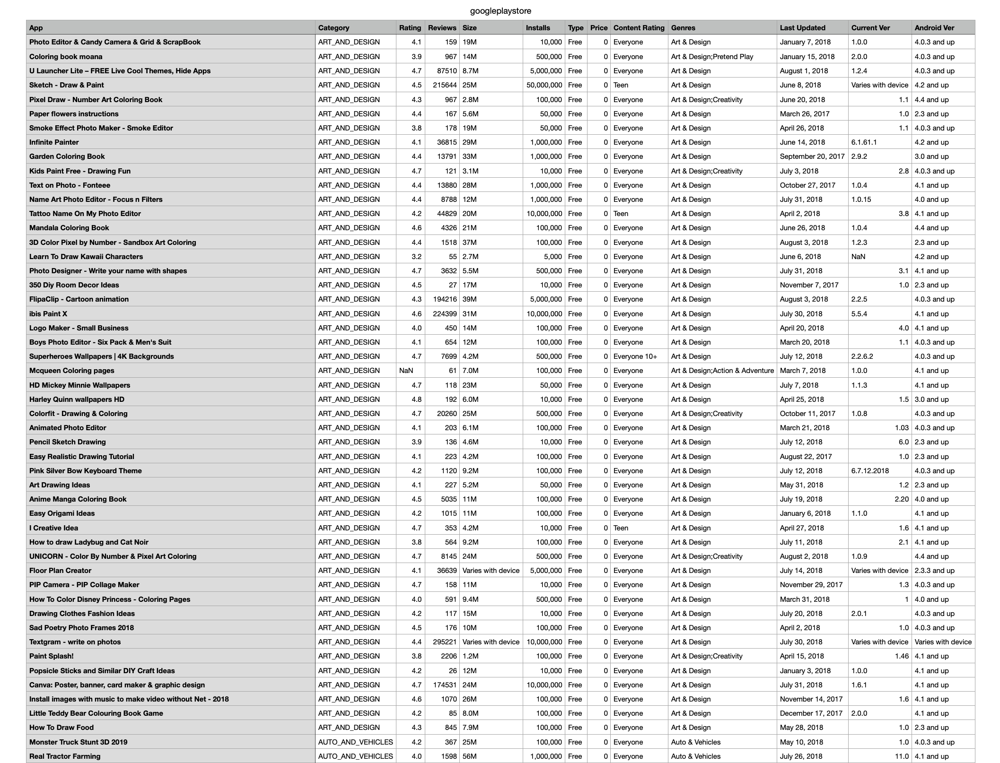 googleplaystore
App Category Rating Reviews Size Installs Type Price Content Rating Genres Last Updated Current Ver Android Ver
Photo Editor & Candy Camera & Grid & ScrapBook ART_AND_DESIGN 4.1 159 19M 10,000 Free 0 Everyone Art & Design January 7, 2018 1.0.0 4.0.3 and up
Coloring book moana ART_AND_DESIGN 3.9 967 14M 500,000 Free 0 Everyone Art & Design;Pretend Play January 15, 2018 2.0.0 4.0.3 and up
U Launcher Lite – FREE Live Cool Themes, Hide Apps ART_AND_DESIGN 4.7 87510 8.7M 5,000,000 Free 0 Everyone Art & Design August 1, 2018 1.2.4 4.0.3 and up
Sketch - Draw & Paint ART_AND_DESIGN 4.5 215644 25M 50,000,000 Free 0 Teen Art & Design June 8, 2018 Varies with device 4.2 and up
Pixel Draw - Number Art Coloring Book ART_AND_DESIGN 4.3 967 2.8M 100,000 Free 0 Everyone Art & Design;Creativity June 20, 2018 1.1 4.4 and up
Paper flowers instructions ART_AND_DESIGN 4.4 167 5.6M 50,000 Free 0 Everyone Art & Design March 26, 2017 1.0 2.3 and up
Smoke Effect Photo Maker - Smoke Editor ART_AND_DESIGN 3.8 178 19M 50,000 Free 0 Everyone Art & Design April 26, 2018 1.1 4.0.3 and up
Infinite Painter ART_AND_DESIGN 4.1 36815 29M 1,000,000 Free 0 Everyone Art & Design June 14, 2018 6.1.61.1 4.2 and up
Garden Coloring Book ART_AND_DESIGN 4.4 13791 33M 1,000,000 Free 0 Everyone Art & Design September 20, 2017 2.9.2 3.0 and up
Kids Paint Free - Drawing Fun ART_AND_DESIGN 4.7 121 3.1M 10,000 Free 0 Everyone Art & Design;Creativity July 3, 2018 2.8 4.0.3 and up
Text on Photo - Fonteee ART_AND_DESIGN 4.4 13880 28M 1,000,000 Free 0 Everyone Art & Design October 27, 2017 1.0.4 4.1 and up
Name Art Photo Editor - Focus n Filters ART_AND_DESIGN 4.4 8788 12M 1,000,000 Free 0 Everyone Art & Design July 31, 2018 1.0.15 4.0 and up
Tattoo Name On My Photo Editor ART_AND_DESIGN 4.2 44829 20M 10,000,000 Free 0 Teen Art & Design April 2, 2018 3.8 4.1 and up
Mandala Coloring Book ART_AND_DESIGN 4.6 4326 21M 100,000 Free 0 Everyone Art & Design June 26, 2018 1.0.4 4.4 and up
3D Color Pixel by Number - Sandbox Art Coloring ART_AND_DESIGN 4.4 1518 37M 100,000 Free 0 Everyone Art & Design August 3, 2018 1.2.3 2.3 and up
Learn To Draw Kawaii Characters ART_AND_DESIGN 3.2 55 2.7M 5,000 Free 0 Everyone Art & Design June 6, 2018 NaN 4.2 and up
Photo Designer - Write your name with shapes ART_AND_DESIGN 4.7 3632 5.5M 500,000 Free 0 Everyone Art & Design July 31, 2018 3.1 4.1 and up
350 Diy Room Decor Ideas ART_AND_DESIGN 4.5 27 17M 10,000 Free 0 Everyone Art & Design November 7, 2017 1.0 2.3 and up
FlipaClip - Cartoon animation ART_AND_DESIGN 4.3 194216 39M 5,000,000 Free 0 Everyone Art & Design August 3, 2018 2.2.5 4.0.3 and up
ibis Paint X ART_AND_DESIGN 4.6 224399 31M 10,000,000 Free 0 Everyone Art & Design July 30, 2018 5.5.4 4.1 and up
Logo Maker - Small Business ART_AND_DESIGN 4.0 450 14M 100,000 Free 0 Everyone Art & Design April 20, 2018 4.0 4.1 and up
Boys Photo Editor - Six Pack & Men's Suit ART_AND_DESIGN 4.1 654 12M 100,000 Free 0 Everyone Art & Design March 20, 2018 1.1 4.0.3 and up
Superheroes Wallpapers | 4K Backgrounds ART_AND_DESIGN 4.7 7699 4.2M 500,000 Free 0 Everyone 10+ Art & Design July 12, 2018 2.2.6.2 4.0.3 and up
Mcqueen Coloring pages ART_AND_DESIGN NaN 61 7.0M 100,000 Free 0 Everyone Art & Design;Action & Adventure March 7, 2018 1.0.0 4.1 and up
HD Mickey Minnie Wallpapers ART_AND_DESIGN 4.7 118 23M 50,000 Free 0 Everyone Art & Design July 7, 2018 1.1.3 4.1 and up
Harley Quinn wallpapers HD ART_AND_DESIGN 4.8 192 6.0M 10,000 Free 0 Everyone Art & Design April 25, 2018 1.5 3.0 and up
Colorfit - Drawing & Coloring ART_AND_DESIGN 4.7 20260 25M 500,000 Free 0 Everyone Art & Design;Creativity October 11, 2017 1.0.8 4.0.3 and up
Animated Photo Editor ART_AND_DESIGN 4.1 203 6.1M 100,000 Free 0 Everyone Art & Design March 21, 2018 1.03 4.0.3 and up
Pencil Sketch Drawing ART_AND_DESIGN 3.9 136 4.6M 10,000 Free 0 Everyone Art & Design July 12, 2018 6.0 2.3 and up
Easy Realistic Drawing Tutorial ART_AND_DESIGN 4.1 223 4.2M 100,000 Free 0 Everyone Art & Design August 22, 2017 1.0 2.3 and up
Pink Silver Bow Keyboard Theme ART_AND_DESIGN 4.2 1120 9.2M 100,000 Free 0 Everyone Art & Design July 12, 2018 6.7.12.2018 4.0.3 and up
Art Drawing Ideas ART_AND_DESIGN 4.1 227 5.2M 50,000 Free 0 Everyone Art & Design May 31, 2018 1.2 2.3 and up
Anime Manga Coloring Book ART_AND_DESIGN 4.5 5035 11M 100,000 Free 0 Everyone Art & Design July 19, 2018 2.20 4.0 and up
Easy Origami Ideas ART_AND_DESIGN 4.2 1015 11M 100,000 Free 0 Everyone Art & Design January 6, 2018 1.1.0 4.1 and up
I Creative Idea ART_AND_DESIGN 4.7 353 4.2M 10,000 Free 0 Teen Art & Design April 27, 2018 1.6 4.1 and up
How to draw Ladybug and Cat Noir ART_AND_DESIGN 3.8 564 9.2M 100,000 Free 0 Everyone Art & Design July 11, 2018 2.1 4.1 and up
UNICORN - Color By Number & Pixel Art Coloring ART_AND_DESIGN 4.7 8145 24M 500,000 Free 0 Everyone Art & Design;Creativity August 2, 2018 1.0.9 4.4 and up
Floor Plan Creator ART_AND_DESIGN 4.1 36639 Varies with device 5,000,000 Free 0 Everyone Art & Design July 14, 2018 Varies with device 2.3.3 and up
PIP Camera - PIP Collage Maker ART_AND_DESIGN 4.7 158 11M 10,000 Free 0 Everyone Art & Design November 29, 2017 1.3 4.0.3 and up
How To Color Disney Princess - Coloring Pages ART_AND_DESIGN 4.0 591 9.4M 500,000 Free 0 Everyone Art & Design March 31, 2018 1 4.0 and up
Drawing Clothes Fashion Ideas ART_AND_DESIGN 4.2 117 15M 10,000 Free 0 Everyone Art & Design July 20, 2018 2.0.1 4.0.3 and up
Sad Poetry Photo Frames 2018 ART_AND_DESIGN 4.5 176 10M 100,000 Free 0 Everyone Art & Design April 2, 2018 1.0 4.0.3 and up
Textgram - write on photos ART_AND_DESIGN 4.4 295221 Varies with device 10,000,000 Free 0 Everyone Art & Design July 30, 2018 Varies with device Varies with device
Paint Splash! ART_AND_DESIGN 3.8 2206 1.2M 100,000 Free 0 Everyone Art & Design;Creativity April 15, 2018 1.46 4.1 and up
Popsicle Sticks and Similar DIY Craft Ideas ART_AND_DESIGN 4.2 26 12M 10,000 Free 0 Everyone Art & Design January 3, 2018 1.0.0 4.1 and up
Canva: Poster, banner, card maker & graphic design ART_AND_DESIGN 4.7 174531 24M 10,000,000 Free 0 Everyone Art & Design July 31, 2018 1.6.1 4.1 and up
Install images with music to make video without Net - 2018 ART_AND_DESIGN 4.6 1070 26M 100,000 Free 0 Everyone Art & Design November 14, 2017 1.6 4.1 and up
Little Teddy Bear Colouring Book Game ART_AND_DESIGN 4.2 85 8.0M 100,000 Free 0 Everyone Art & Design December 17, 2017 2.0.0 4.1 and up
How To Draw Food ART_AND_DESIGN 4.3 845 7.9M 100,000 Free 0 Everyone Art & Design May 28, 2018 1.0 2.3 and up
Monster Truck Stunt 3D 2019 AUTO_AND_VEHICLES 4.2 367 25M 100,000 Free 0 Everyone Auto & Vehicles May 10, 2018 1.0 4.0.3 and up
Real Tractor Farming AUTO_AND_VEHICLES 4.0 1598 56M 1,000,000 Free 0 Everyone Auto & Vehicles July 26, 2018 11.0 4.1 and up